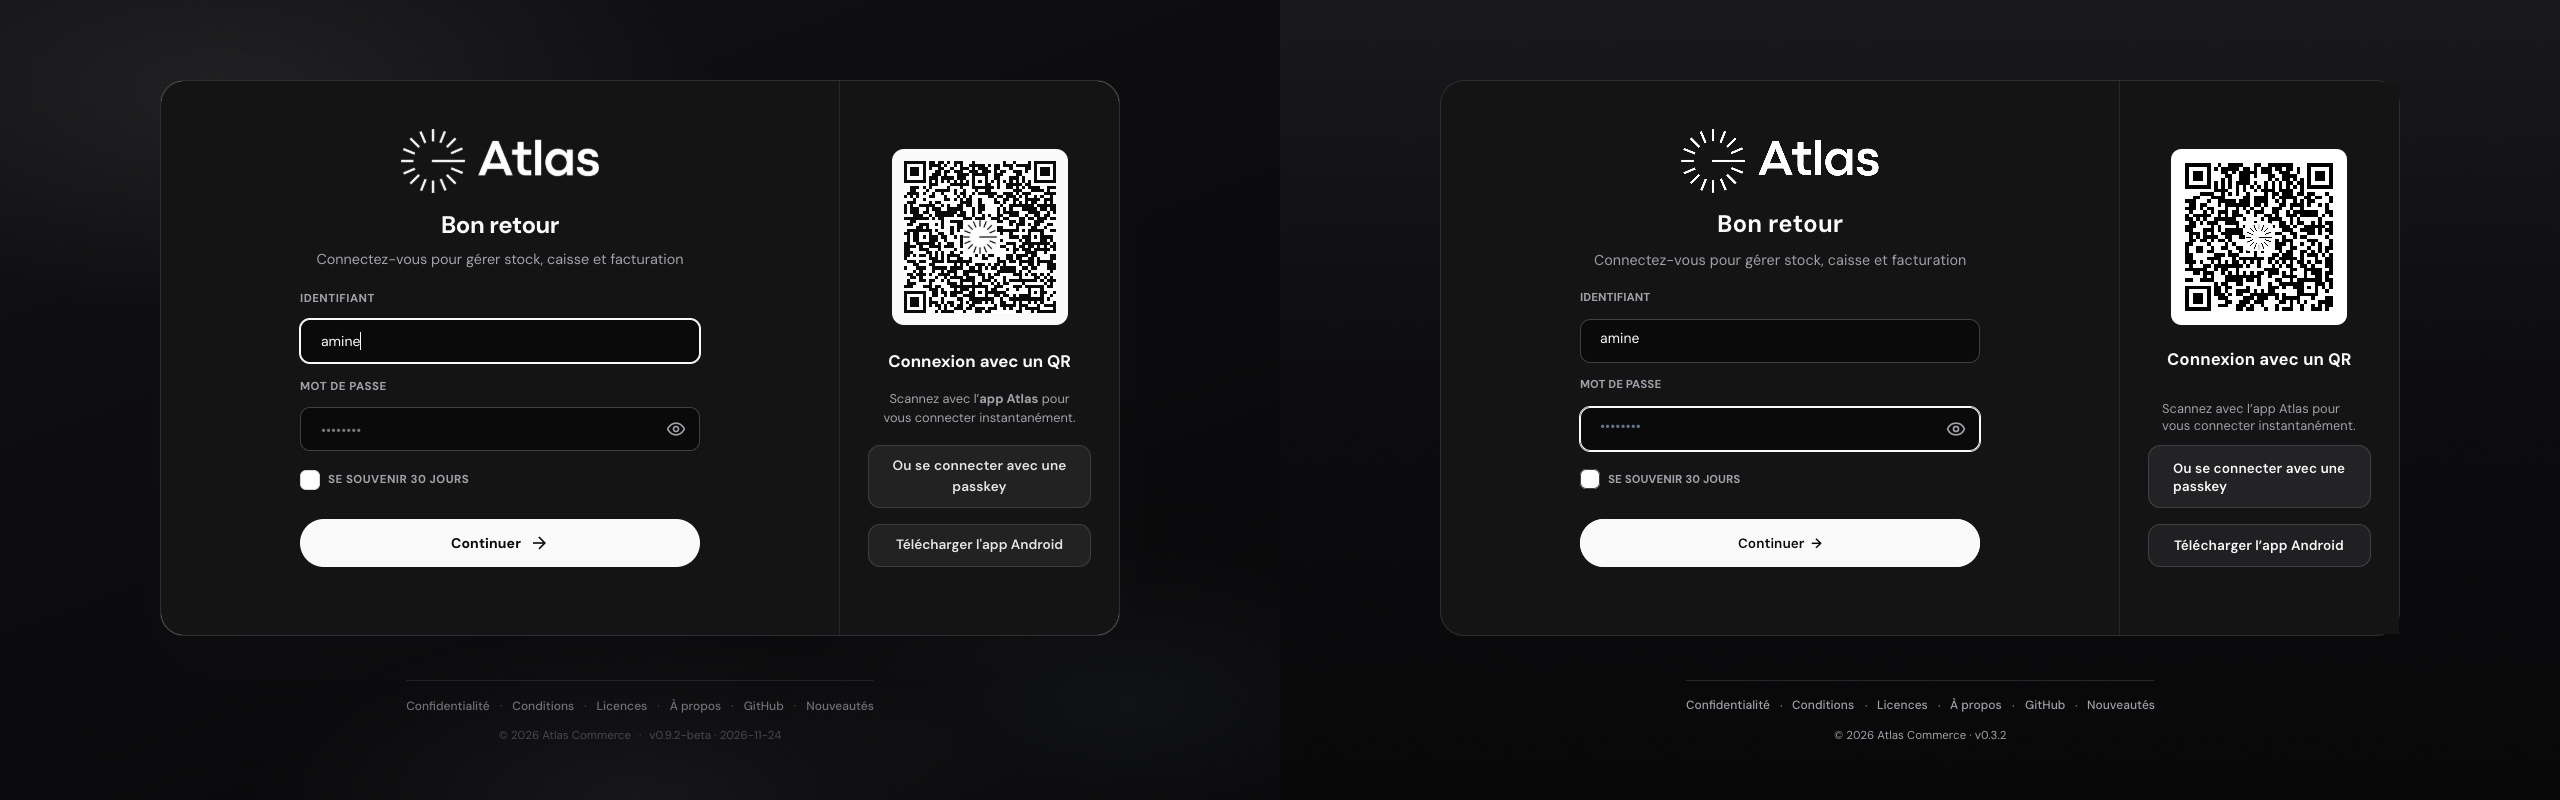 Atlas
Bon retour
Connectez-vous pour gérer stock, caisse et facturation
IDENTIFIANT
amine
MOT DE PASSE
••••••••
SE SOUVENIR 30 JOURS
Continuer →
Connexion avec un QR
Scannez avec l’app Atlas pour
vous connecter instantanément.
Ou se connecter avec une
passkey
Télécharger l'app Android
Confidentialité · Conditions · Licences · À propos · GitHub · Nouveautés
© 2026 Atlas Commerce · v0.9.2-beta · 2026-11-24
Atlas
Bon retour
Connectez-vous pour gérer stock, caisse et facturation
IDENTIFIANT
amine
MOT DE PASSE
••••••••
SE SOUVENIR 30 JOURS
Continuer →
Connexion avec un QR
Scannez avec l’app Atlas pour
vous connecter instantanément.
Ou se connecter avec une
passkey
Télécharger l’app Android
Confidentialité · Conditions · Licences · À propos · GitHub · Nouveautés
© 2026 Atlas Commerce · v0.3.2